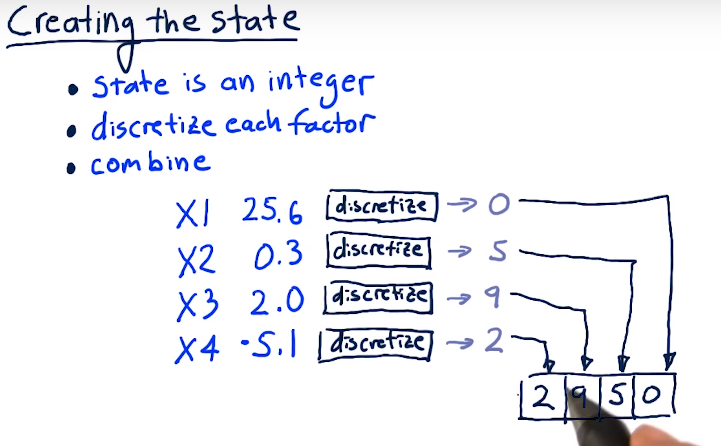 Creating the state
• state is an integer
• discretize each factor
• combine
X1 25.6 discretize → 0
X2 0.3 discretize → 5
X3 2.0 discretize → 9
X4 -5.1 discretize → 2
2 9 5 0